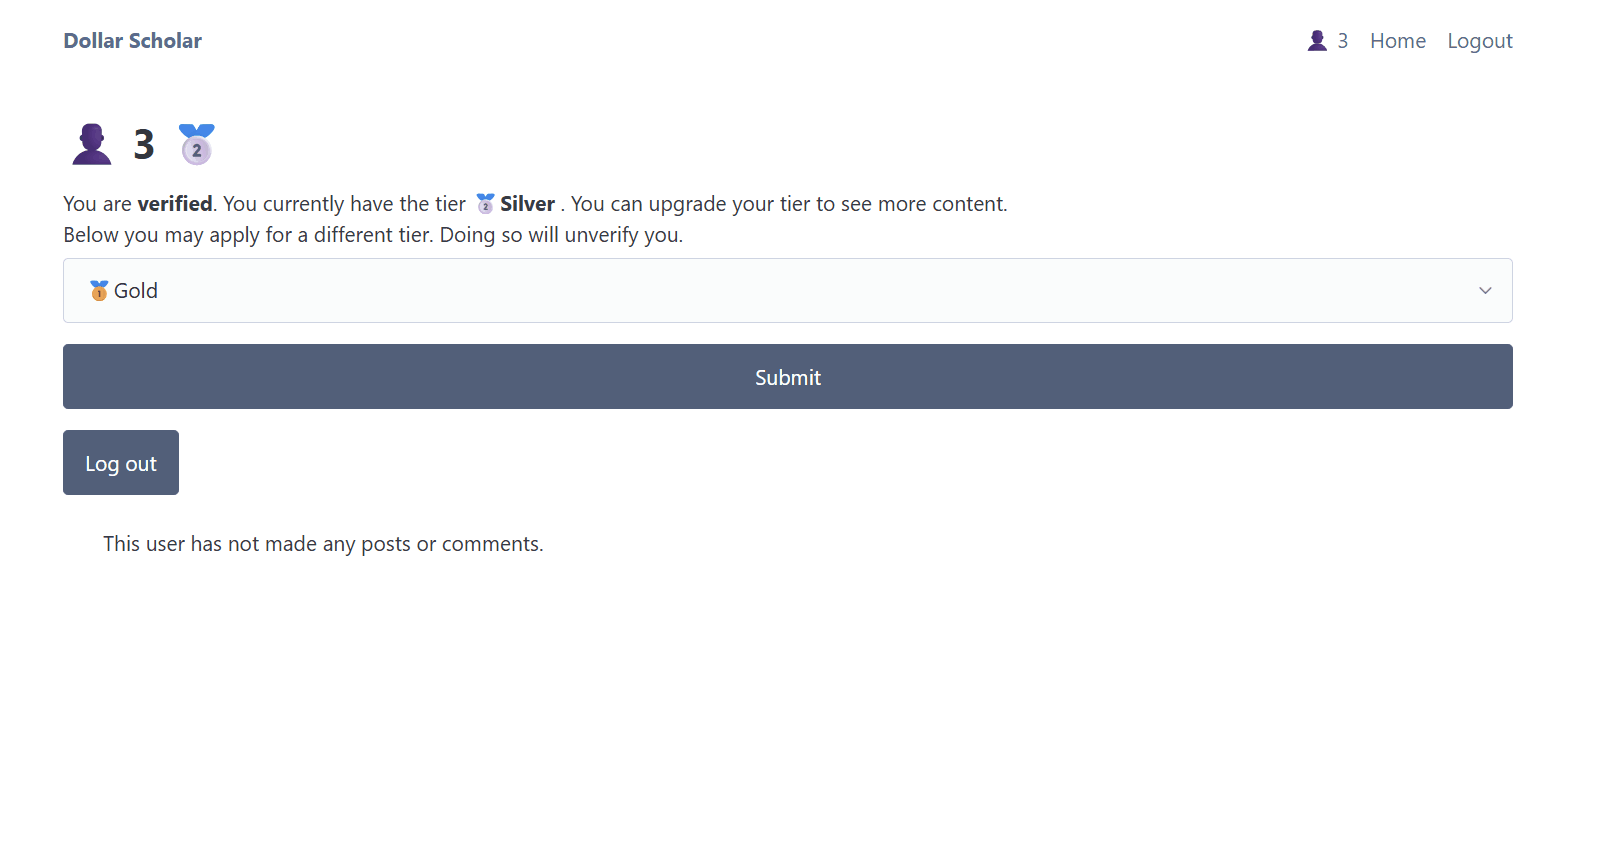 Dollar Scholar
👤 3 Home Logout
👤 3 🥈
You are verified. You currently have the tier 🥈 Silver . You can upgrade your tier to see more content.
Below you may apply for a different tier. Doing so will unverify you.
🥇 Gold
Submit
Log out
This user has not made any posts or comments.